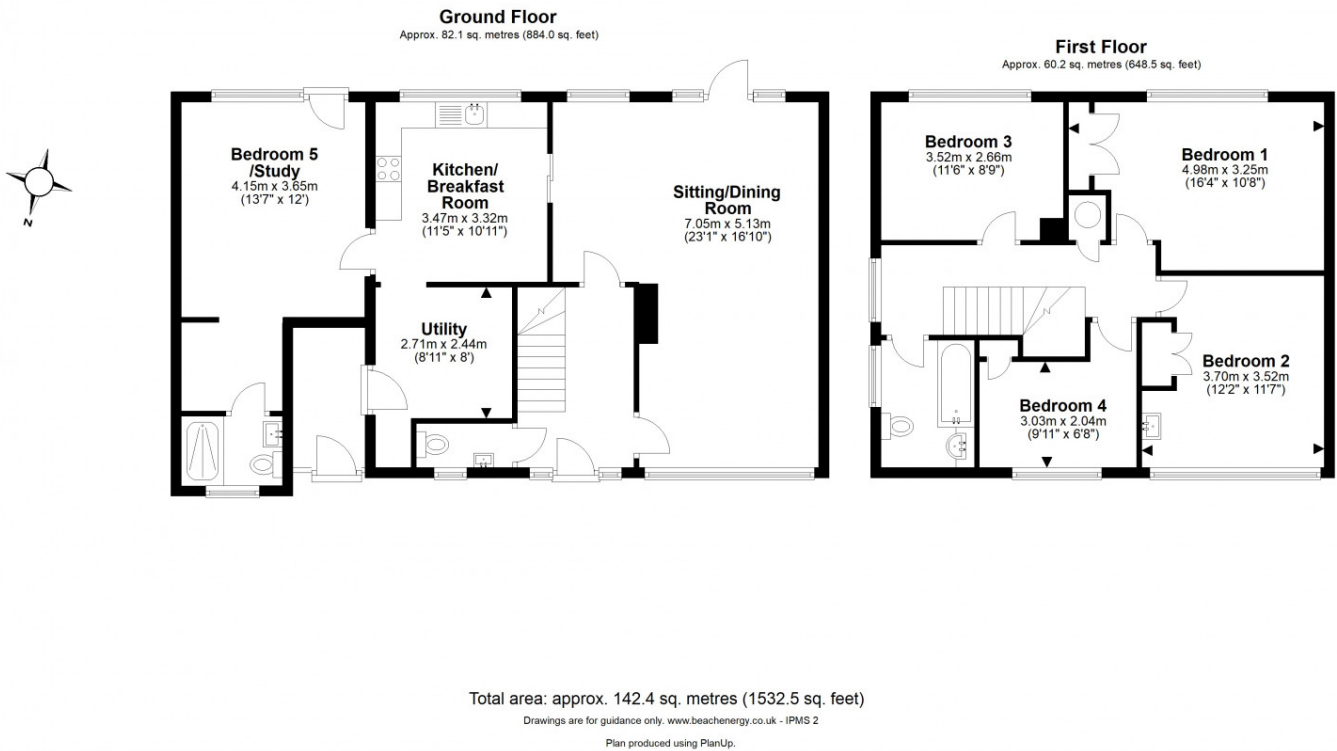 Ground Floor
Approx. 82.1 sq. metres (884.0 sq. feet)
First Floor
Approx. 60.2 sq. metres (648.5 sq. feet)
N
Bedroom 5
/Study
4.15m x 3.65m
(13'7" x 12')
Kitchen/
Breakfast
Room
3.47m x 3.32m
(11'5" x 10'11")
Sitting/Dining
Room
7.05m x 5.13m
(23'1" x 16'10")
Utility
2.71m x 2.44m
(8'11" x 8')
Bedroom 3
3.52m x 2.66m
(11'6" x 8'9")
Bedroom 1
4.98m x 3.25m
(16'4" x 10'8")
Bedroom 2
3.70m x 3.52m
(12'2" x 11'7")
Bedroom 4
3.03m x 2.04m
(9'11" x 6'8")
Total area: approx. 142.4 sq. metres (1532.5 sq. feet)
Drawings are for guidance only. www.beachenergy.co.uk - IPMS 2
Plan produced using PlanUp.